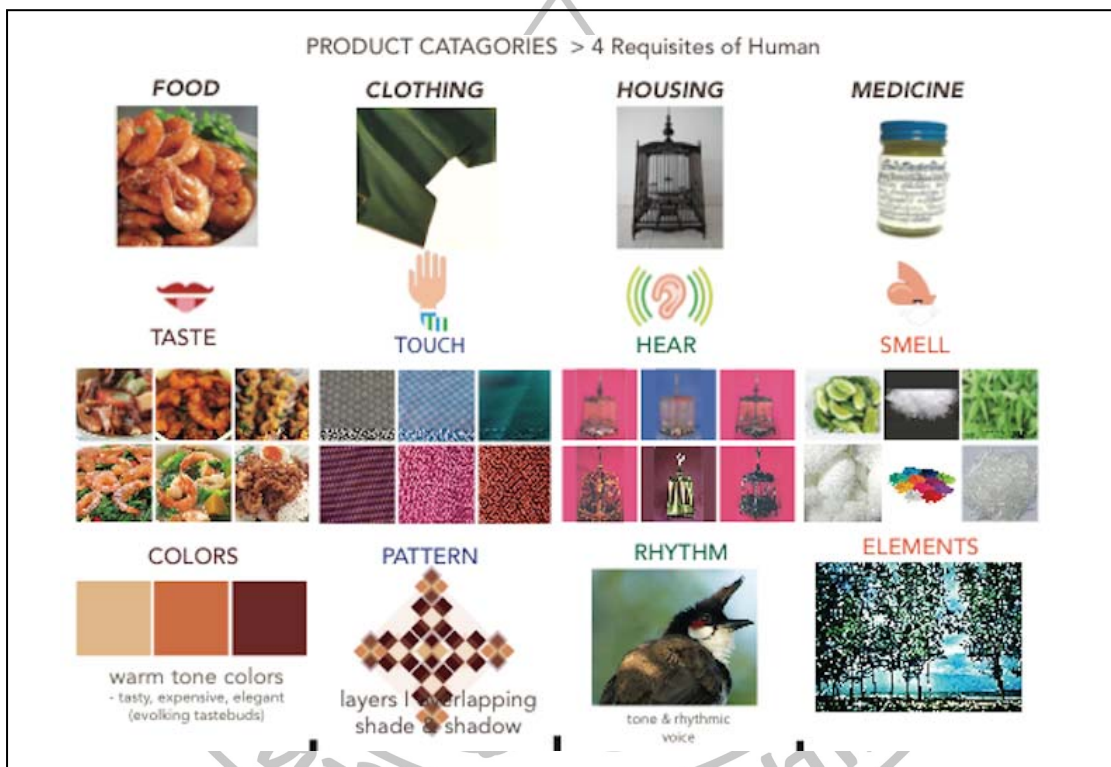 PRODUCT CATAGORIES > 4 Requisites of Human
FOOD
CLOTHING
HOUSING
MEDICINE
TASTE
TOUCH
HEAR
SMELL
COLORS
PATTERN
RHYTHM
ELEMENTS
warm tone colors
- tasty, expensive, elegant
(evolking tastebuds)
layers l overlapping
shade & shadow
tone & rhythmic
voice